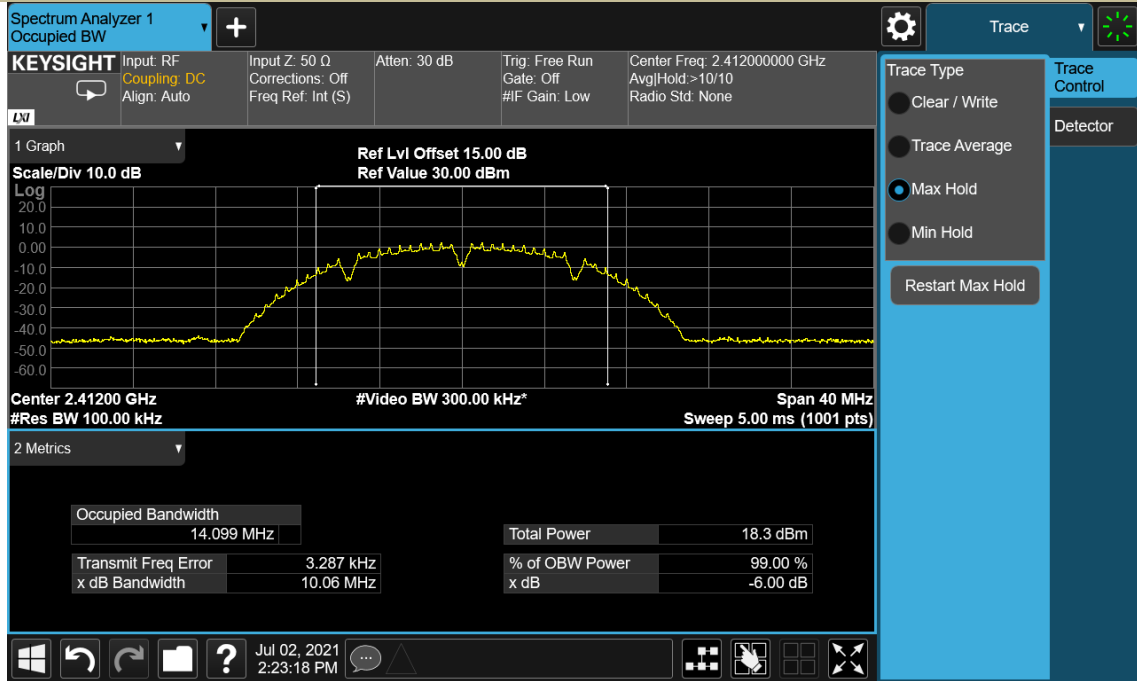 Spectrum Analyzer 1
Occupied BW
+
Trace
KEYSIGHT
LXI
Input: RF
Coupling: DC
Align: Auto
Input Z: 50 Ω
Corrections: Off
Freq Ref: Int (S)
Atten: 30 dB
Trig: Free Run
Gate: Off
#IF Gain: Low
Center Freq: 2.412000000 GHz
Avg|Hold:>10/10
Radio Std: None
Trace Type
Clear / Write
Trace Average
Max Hold
Min Hold
Restart Max Hold
Trace
Control
Detector
1 Graph
Scale/Div 10.0 dB
Ref Lvl Offset 15.00 dB
Ref Value 30.00 dBm
Log
20.0
10.0
0.00
-10.0
-20.0
-30.0
-40.0
-50.0
-60.0
Center 2.41200 GHz
#Video BW 300.00 kHz*
Span 40 MHz
#Res BW 100.00 kHz
Sweep 5.00 ms (1001 pts)
2 Metrics
Occupied Bandwidth
14.099 MHz
Total Power 18.3 dBm
Transmit Freq Error 3.287 kHz
% of OBW Power 99.00 %
x dB Bandwidth 10.06 MHz
x dB -6.00 dB
?
Jul 02, 2021
2:23:18 PM